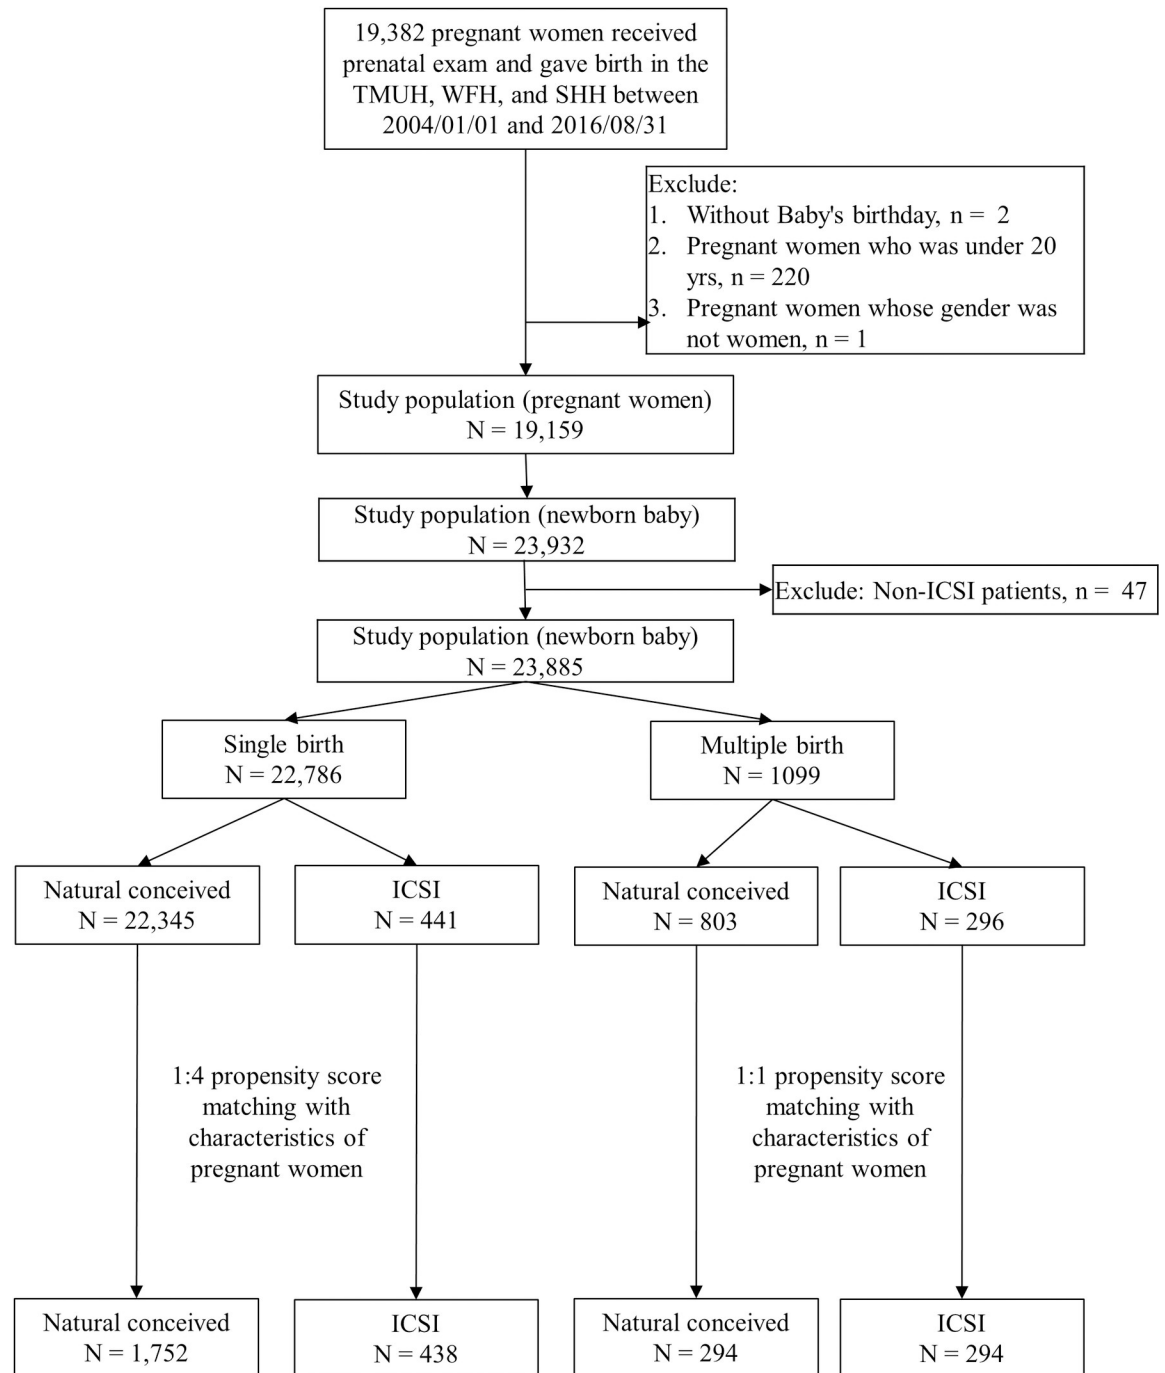 19,382 pregnant women received
prenatal exam and gave birth in the
TMUH, WFH, and SHH between
2004/01/01 and 2016/08/31
Exclude:
1. Without Baby's birthday, n = 2
2. Pregnant women who was under 20
yrs, n = 220
3. Pregnant women whose gender was
not women, n = 1
Study population (pregnant women)
N = 19,159
Study population (newborn baby)
N = 23,932
Exclude: Non-ICSI patients, n = 47
Study population (newborn baby)
N = 23,885
Single birth
N = 22,786
Multiple birth
N = 1099
Natural conceived
N = 22,345
ICSI
N = 441
Natural conceived
N = 803
ICSI
N = 296
1:4 propensity score
matching with
characteristics of
pregnant women
1:1 propensity score
matching with
characteristics of
pregnant women
Natural conceived
N = 1,752
ICSI
N = 438
Natural conceived
N = 294
ICSI
N = 294